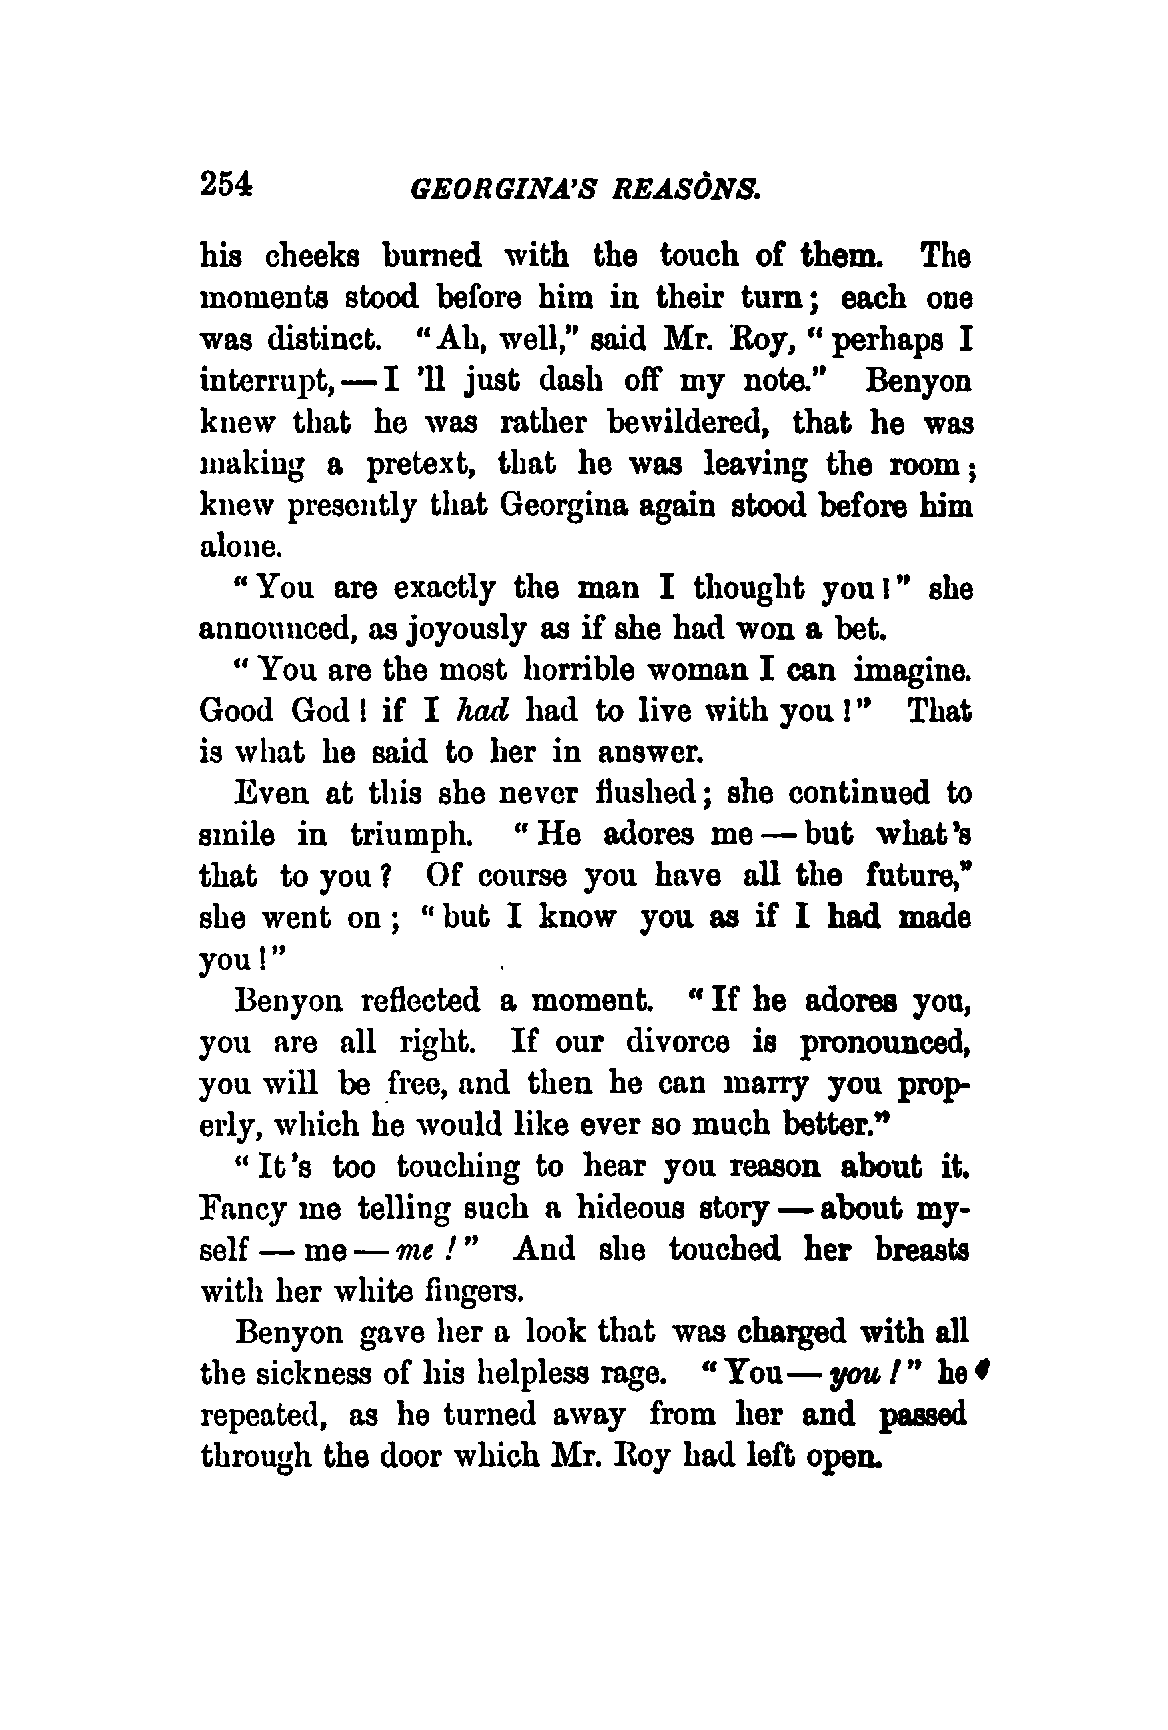 254 GEORGINA'S REASONS.
his cheeks burned with the touch of them. The
moments stood before him in their turn; each one
was distinct. "Ah, well," said Mr. Roy, "perhaps I
interrupt,—I 'll just dash off my note." Benyon
knew that he was rather bewildered, that he was
making a pretext, that he was leaving the room;
knew presently that Georgina again stood before him
alone.
"You are exactly the man I thought you!" she
announced, as joyously as if she had won a bet.
"You are the most horrible woman I can imagine.
Good God! if I had had to live with you!" That
is what he said to her in answer.
Even at this she never flushed; she continued to
smile in triumph. "He adores me—but what's
that to you? Of course you have all the future,"
she went on; "but I know you as if I had made
you!"
Benyon reflected a moment. "If he adores you,
you are all right. If our divorce is pronounced,
you will be free, and then he can marry you prop-
erly, which he would like ever so much better."
"It's too touching to hear you reason about it.
Fancy me telling such a hideous story—about my-
self—me—me!" And she touched her breasts
with her white fingers.
Benyon gave her a look that was charged with all
the sickness of his helpless rage. "You—you!" he
repeated, as he turned away from her and passed
through the door which Mr. Roy had left open.